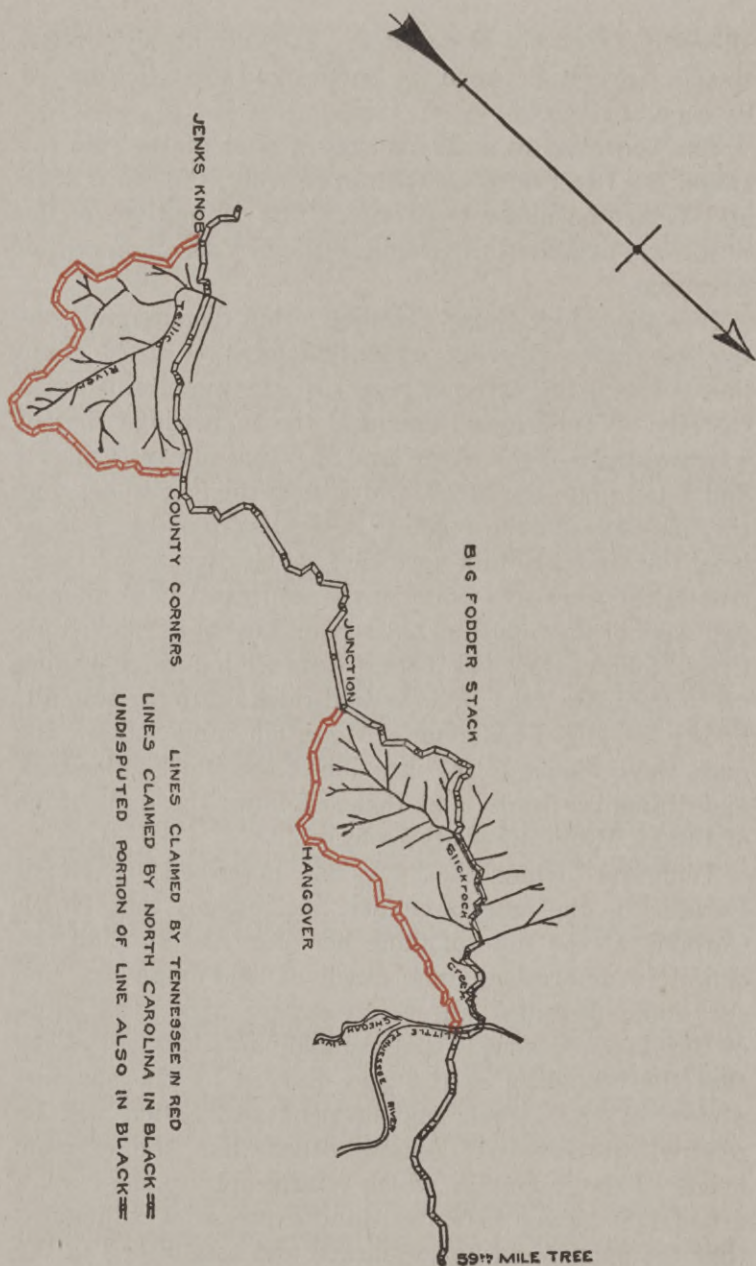 JENKS KNOB
Tellico
River
COUNTY CORNERS
JUNCTION
BIG FODDER STACK
HANGOVER
Slickrock
Creek
LITTLE TENNESSEE
RIVER
CHEOAH
RIVER
59TH MILE TREE
LINES CLAIMED BY TENNESSEE IN RED
LINES CLAIMED BY NORTH CAROLINA IN BLACK
UNDISPUTED PORTION OF LINE ALSO IN BLACK